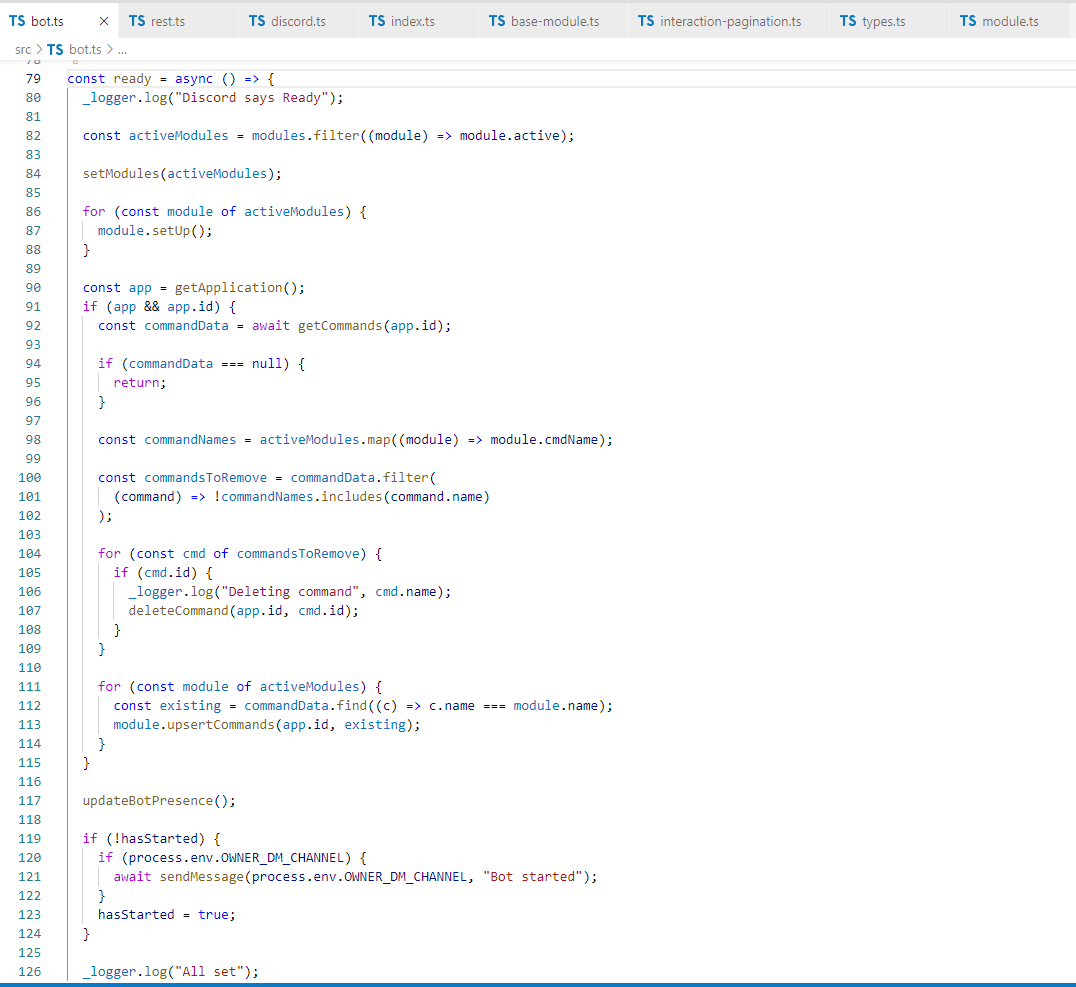 TS bot.ts × TS rest.ts TS discord.ts TS index.ts TS base-module.ts TS interaction-pagination.ts TS types.ts TS module.ts
src > TS bot.ts > ...
78
79 const ready = async () => {
80 _logger.log("Discord says Ready");
81
82 const activeModules = modules.filter((module) => module.active);
83
84 setModules(activeModules);
85
86 for (const module of activeModules) {
87 module.setUp();
88 }
89
90 const app = getApplication();
91 if (app && app.id) {
92 const commandData = await getCommands(app.id);
93
94 if (commandData === null) {
95 return;
96 }
97
98 const commandNames = activeModules.map((module) => module.cmdName);
99
100 const commandsToRemove = commandData.filter(
101 (command) => !commandNames.includes(command.name)
102 );
103
104 for (const cmd of commandsToRemove) {
105 if (cmd.id) {
106 _logger.log("Deleting command", cmd.name);
107 deleteCommand(app.id, cmd.id);
108 }
109 }
110
111 for (const module of activeModules) {
112 const existing = commandData.find((c) => c.name === module.name);
113 module.upsertCommands(app.id, existing);
114 }
115 }
116
117 updateBotPresence();
118
119 if (!hasStarted) {
120 if (process.env.OWNER_DM_CHANNEL) {
121 await sendMessage(process.env.OWNER_DM_CHANNEL, "Bot started");
122 }
123 hasStarted = true;
124 }
125
126 _logger.log("All set");